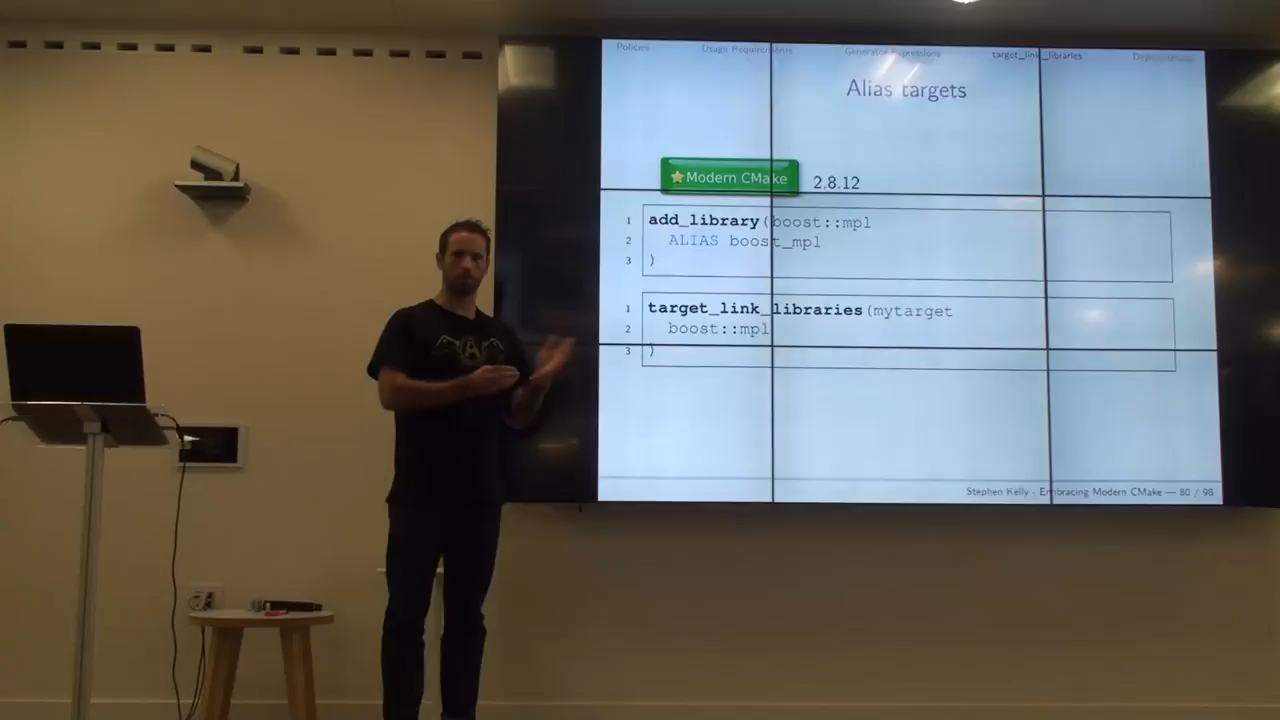 Policies Usage Requirements Generator Expressions target_link_libraries Dependencies
Alias targets
Modern CMake 2.8.12
1 add_library(boost::mpl
2 ALIAS boost_mpl
3 )
1 target_link_libraries(mytarget
2 boost::mpl
3 )
Stephen Kelly - Embracing Modern CMake — 80 / 98
A